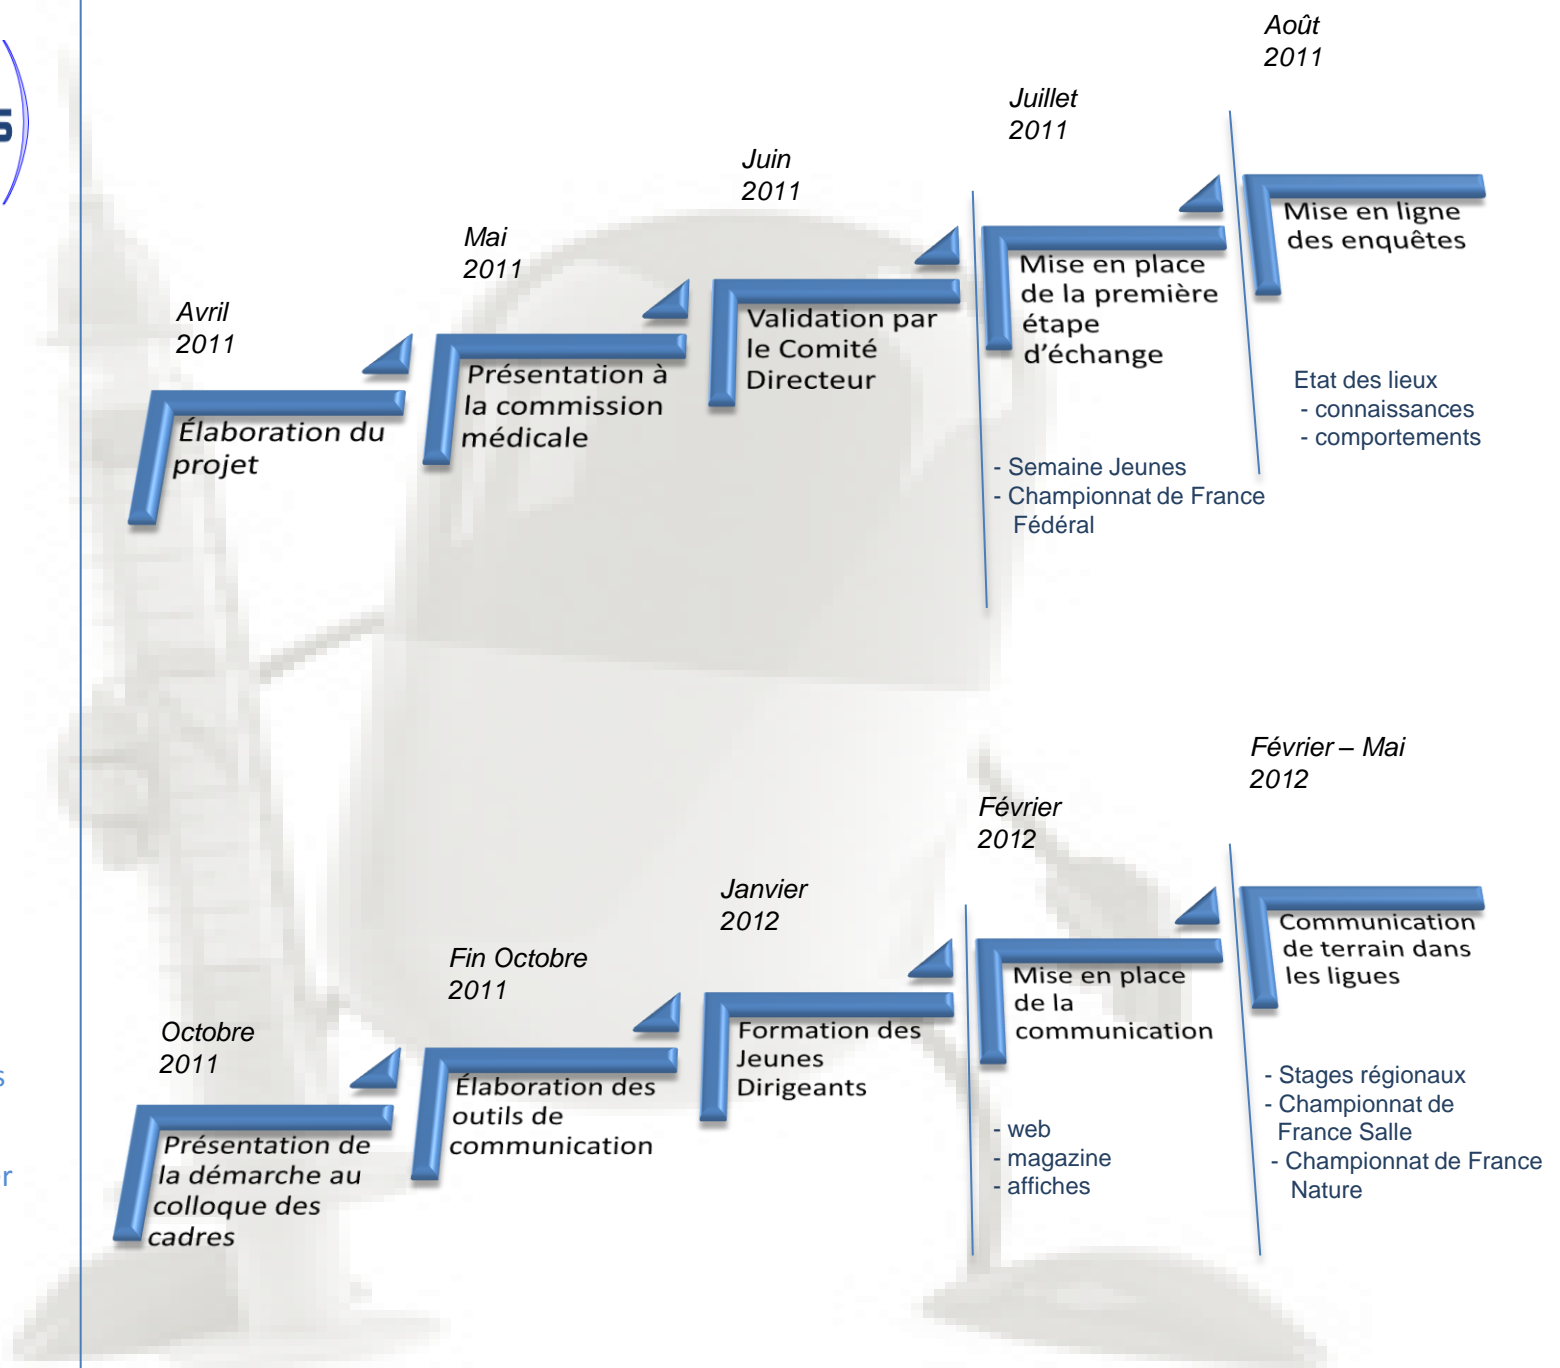 Avril
2011
Élaboration du
projet
Mai
2011
Présentation à
la commission
médicale
Juin
2011
Validation par
le Comité
Directeur
Juillet
2011
Mise en place
de la première
étape
d'échange
- Semaine Jeunes
- Championnat de France
Fédéral
Août
2011
Mise en ligne
des enquêtes
Etat des lieux
- connaissances
- comportements
Octobre
2011
Présentation de
la démarche au
colloque des
cadres
Fin Octobre
2011
Élaboration des
outils de
communication
Janvier
2012
Formation des
Jeunes
Dirigeants
Février
2012
Mise en place
de la
communication
- web
- magazine
- affiches
Février – Mai
2012
Communication
de terrain dans
les ligues
- Stages régionaux
- Championnat de
France Salle
- Championnat de France
Nature